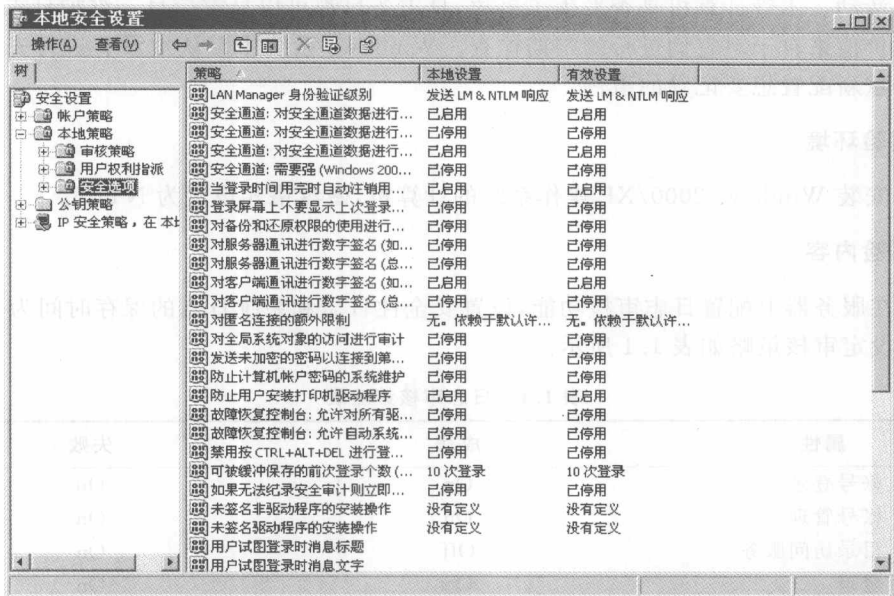 本地安全设置
操作(A) 查看(V)
树
安全设置
帐户策略
本地策略
审核策略
用户权利指派
安全选项
公钥策略
IP 安全策略，在 本地
策略 本地设置 有效设置
LAN Manager 身份验证级别 发送 LM & NTLM 响应 发送 LM & NTLM 响应
安全通道: 对安全通道数据进行... 已启用 已启用
安全通道: 对安全通道数据进行... 已停用 已停用
安全通道: 对安全通道数据进行... 已启用 已启用
安全通道: 需要强 (Windows 200... 已停用 已停用
当登录时间用完时自动注销用... 已启用 已启用
登录屏幕上不要显示上次登录... 已停用 已停用
对备份和还原权限的使用进行... 已停用 已停用
对服务器通讯进行数字签名 (如... 已停用 已停用
对服务器通讯进行数字签名 (总... 已停用 已停用
对客户端通讯进行数字签名 (如... 已启用 已启用
对客户端通讯进行数字签名 (总... 已停用 已停用
对匿名连接的额外限制 无。依赖于默认许... 无。依赖于默认许...
对全局系统对象的访问进行审计 已停用 已停用
发送未加密的密码以连接到第... 已停用 已停用
防止计算机帐户密码的系统维护 已停用 已停用
防止用户安装打印机驱动程序 已启用 已启用
故障恢复控制台: 允许对所有驱... 已停用 已停用
故障恢复控制台: 允许自动系统... 已停用 已停用
禁用按 CTRL+ALT+DEL 进行登... 已停用 已停用
可被缓冲保存的前次登录个数 (... 10 次登录 10 次登录
如果无法纪录安全审计则立即... 已停用 已停用
未签名非驱动程序的安装操作 没有定义 没有定义
未签名驱动程序的安装操作 没有定义 没有定义
用户试图登录时消息标题
用户试图登录时消息文字